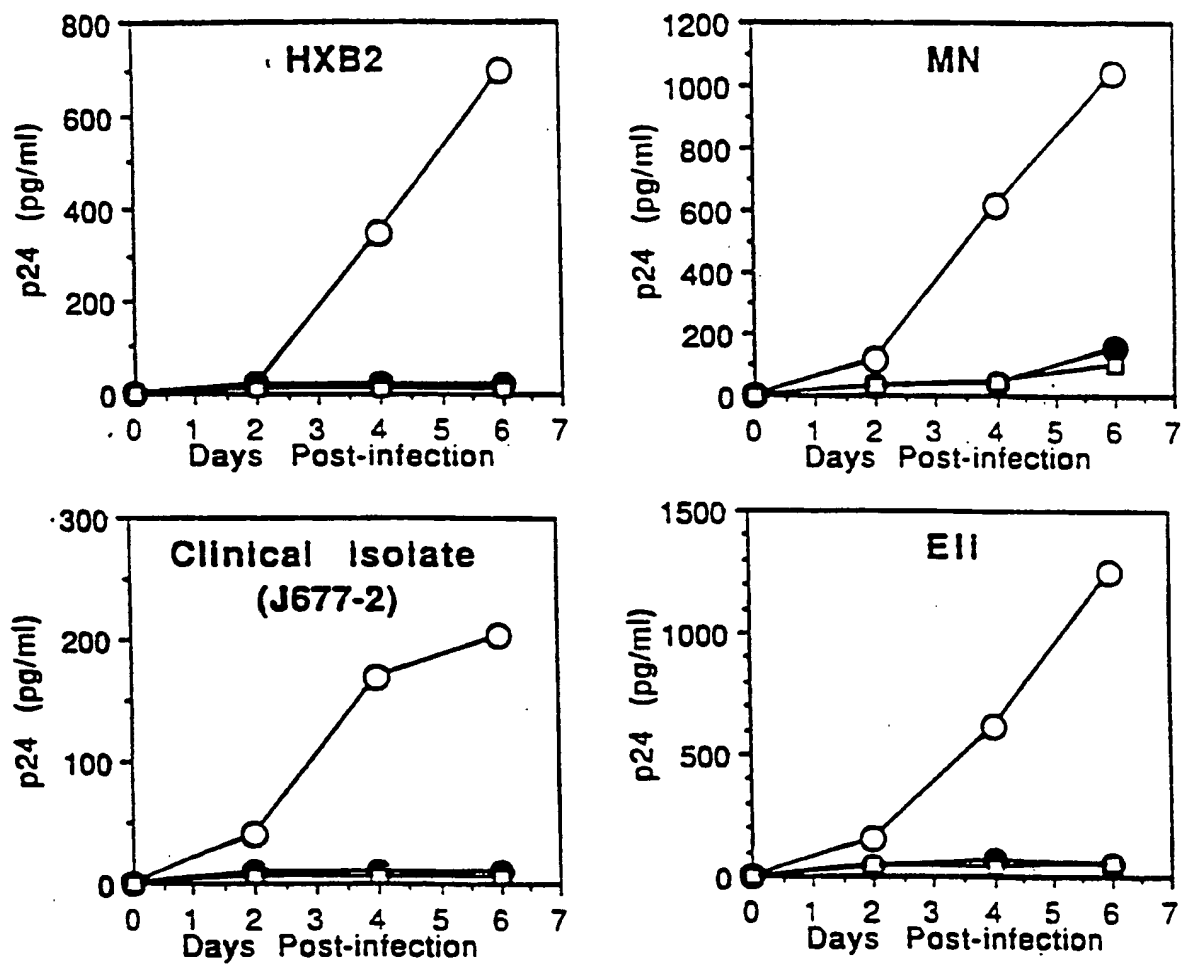 HXB2
800
600
400
200
0
p24 (pg/ml)
0 1 2 3 4 5 6 7
Days Post-infection
MN
1200
1000
800
600
400
200
0
p24 (pg/ml)
0 1 2 3 4 5 6 7
Days Post-infection
Clinical Isolate
(J677-2)
300
200
100
0
p24 (pg/ml)
0 1 2 3 4 5 6 7
Days Post-infection
Eli
1500
1000
500
0
p24 (pg/ml)
0 1 2 3 4 5 6 7
Days Post-infection